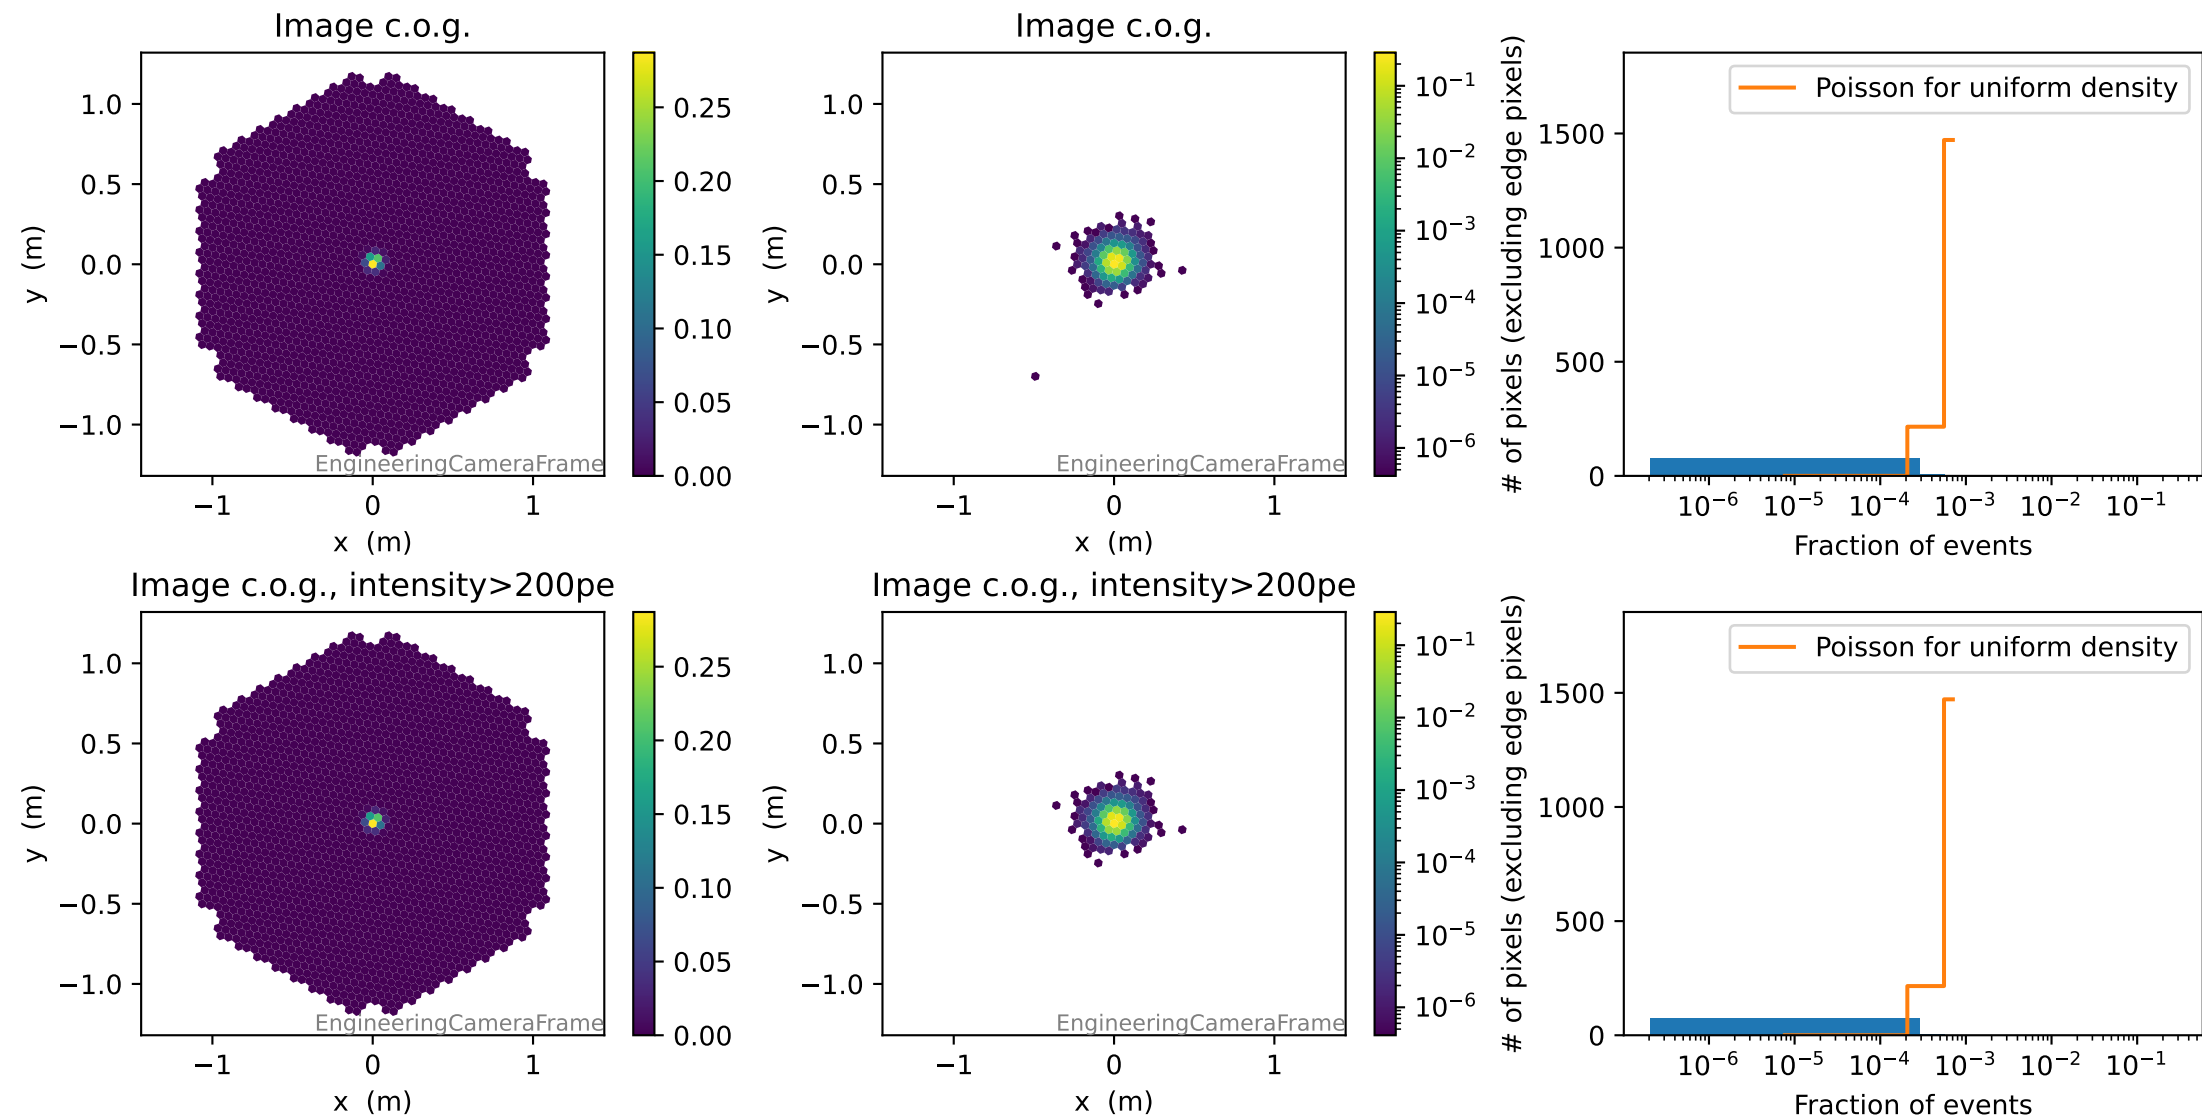 Image c.o.g.
1.0
0.5
0.0
−0.5
−1.0
y (m)
−1 0 1
x (m)
EngineeringCameraFrame
0.25
0.20
0.15
0.10
0.05
0.00
Image c.o.g.
1.0
0.5
0.0
−0.5
−1.0
y (m)
−1 0 1
x (m)
EngineeringCameraFrame
10⁻¹
10⁻²
10⁻³
10⁻⁴
10⁻⁵
10⁻⁶
# of pixels (excluding edge pixels)
Poisson for uniform density
1500
1000
500
0
10⁻⁶ 10⁻⁵ 10⁻⁴ 10⁻³ 10⁻² 10⁻¹
Fraction of events
Image c.o.g., intensity>200pe
1.0
0.5
0.0
−0.5
−1.0
y (m)
−1 0 1
x (m)
EngineeringCameraFrame
0.25
0.20
0.15
0.10
0.05
0.00
Image c.o.g., intensity>200pe
1.0
0.5
0.0
−0.5
−1.0
y (m)
−1 0 1
x (m)
EngineeringCameraFrame
10⁻¹
10⁻²
10⁻³
10⁻⁴
10⁻⁵
10⁻⁶
# of pixels (excluding edge pixels)
Poisson for uniform density
1500
1000
500
0
10⁻⁶ 10⁻⁵ 10⁻⁴ 10⁻³ 10⁻² 10⁻¹
Fraction of events